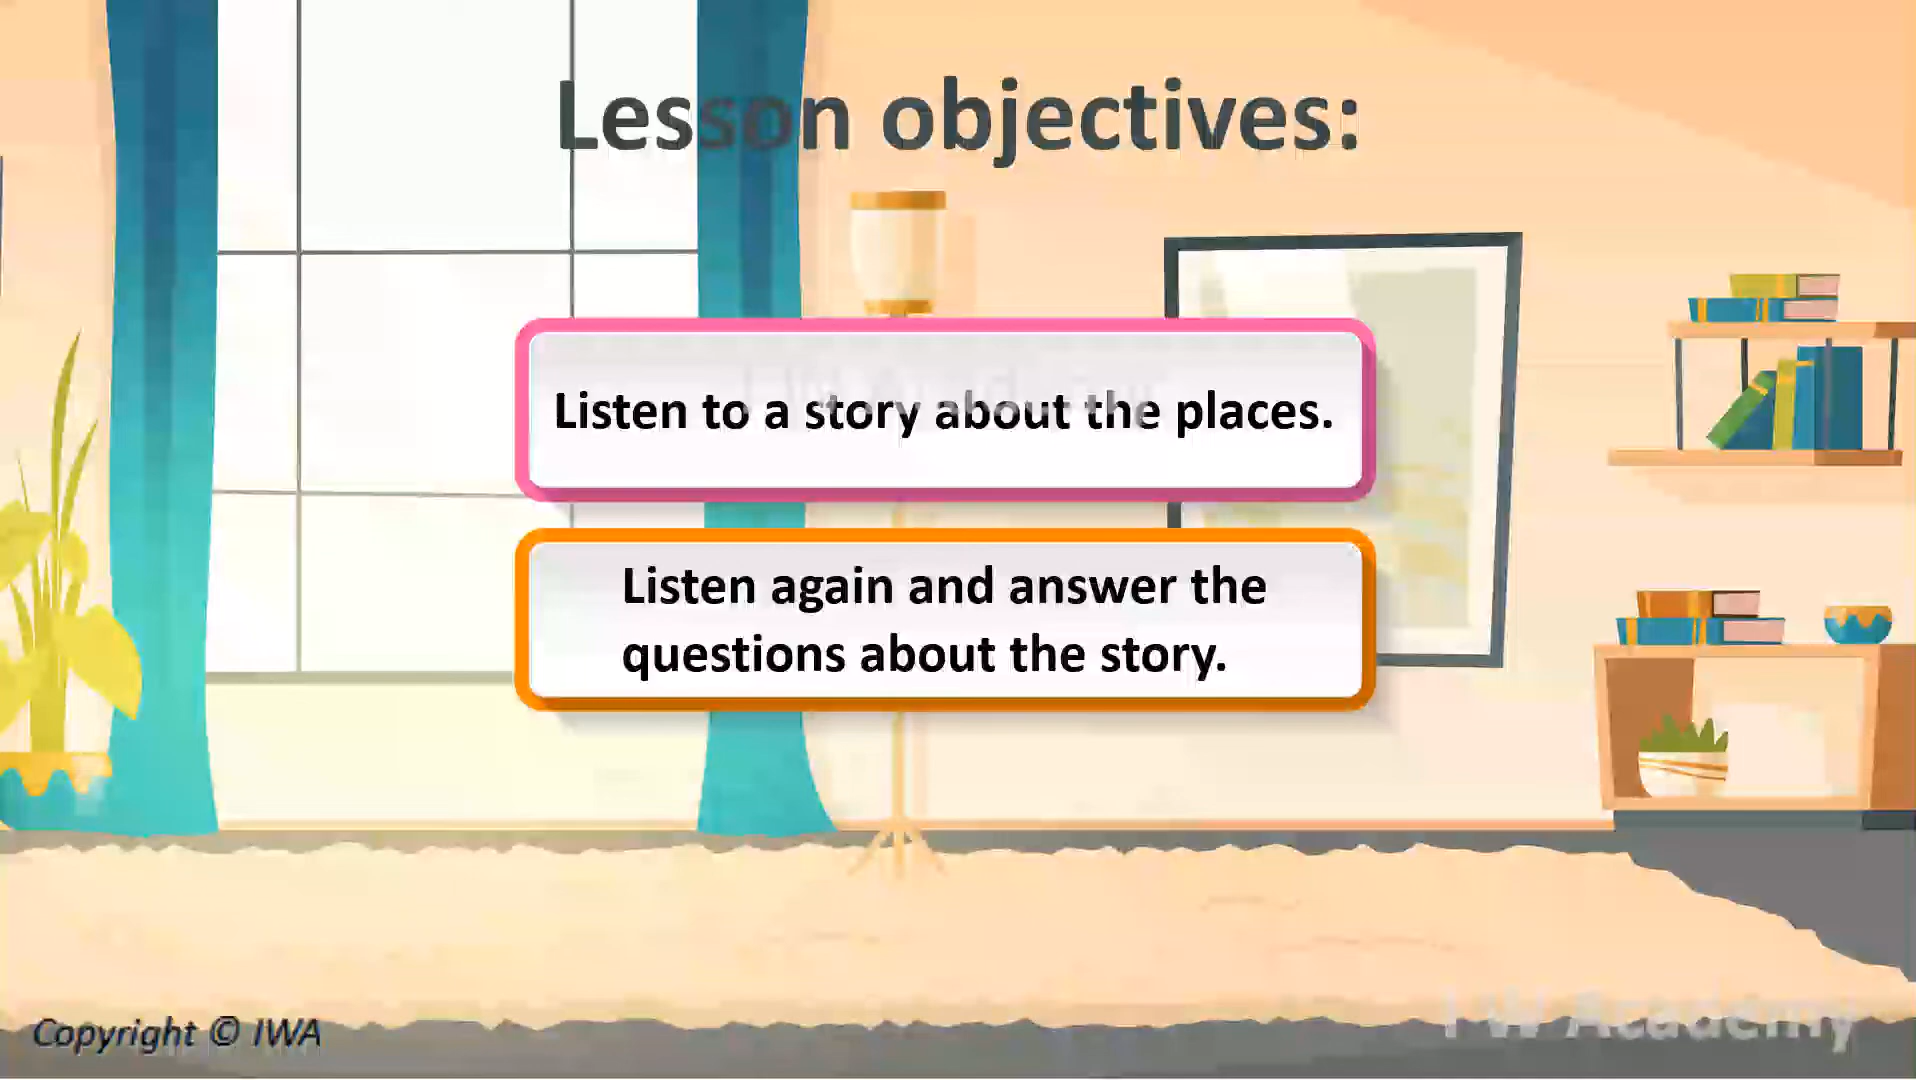 Lesson objectives:
Listen to a story about the places.
Listen again and answer the
questions about the story.
Copyright © IWA
I W Academy